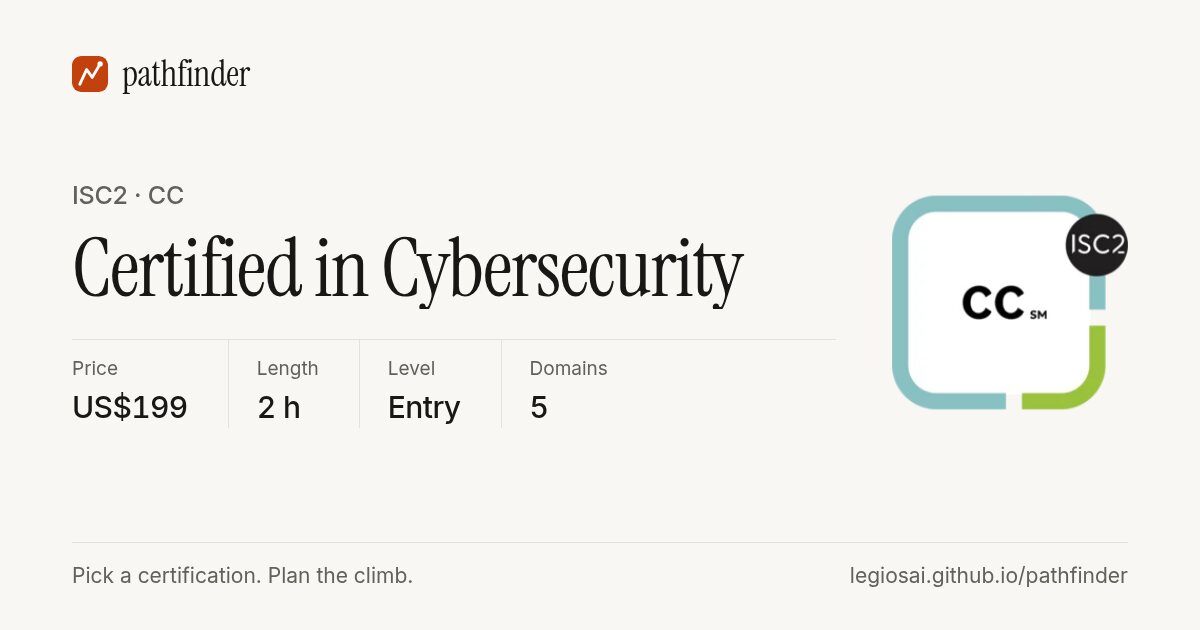 pathfinder
ISC2 · CC
Certified in Cybersecurity
Price Length Level Domains
US$199 2 h Entry 5
ISC2
CC SM
Pick a certification. Plan the climb.
legiosai.github.io/pathfinder